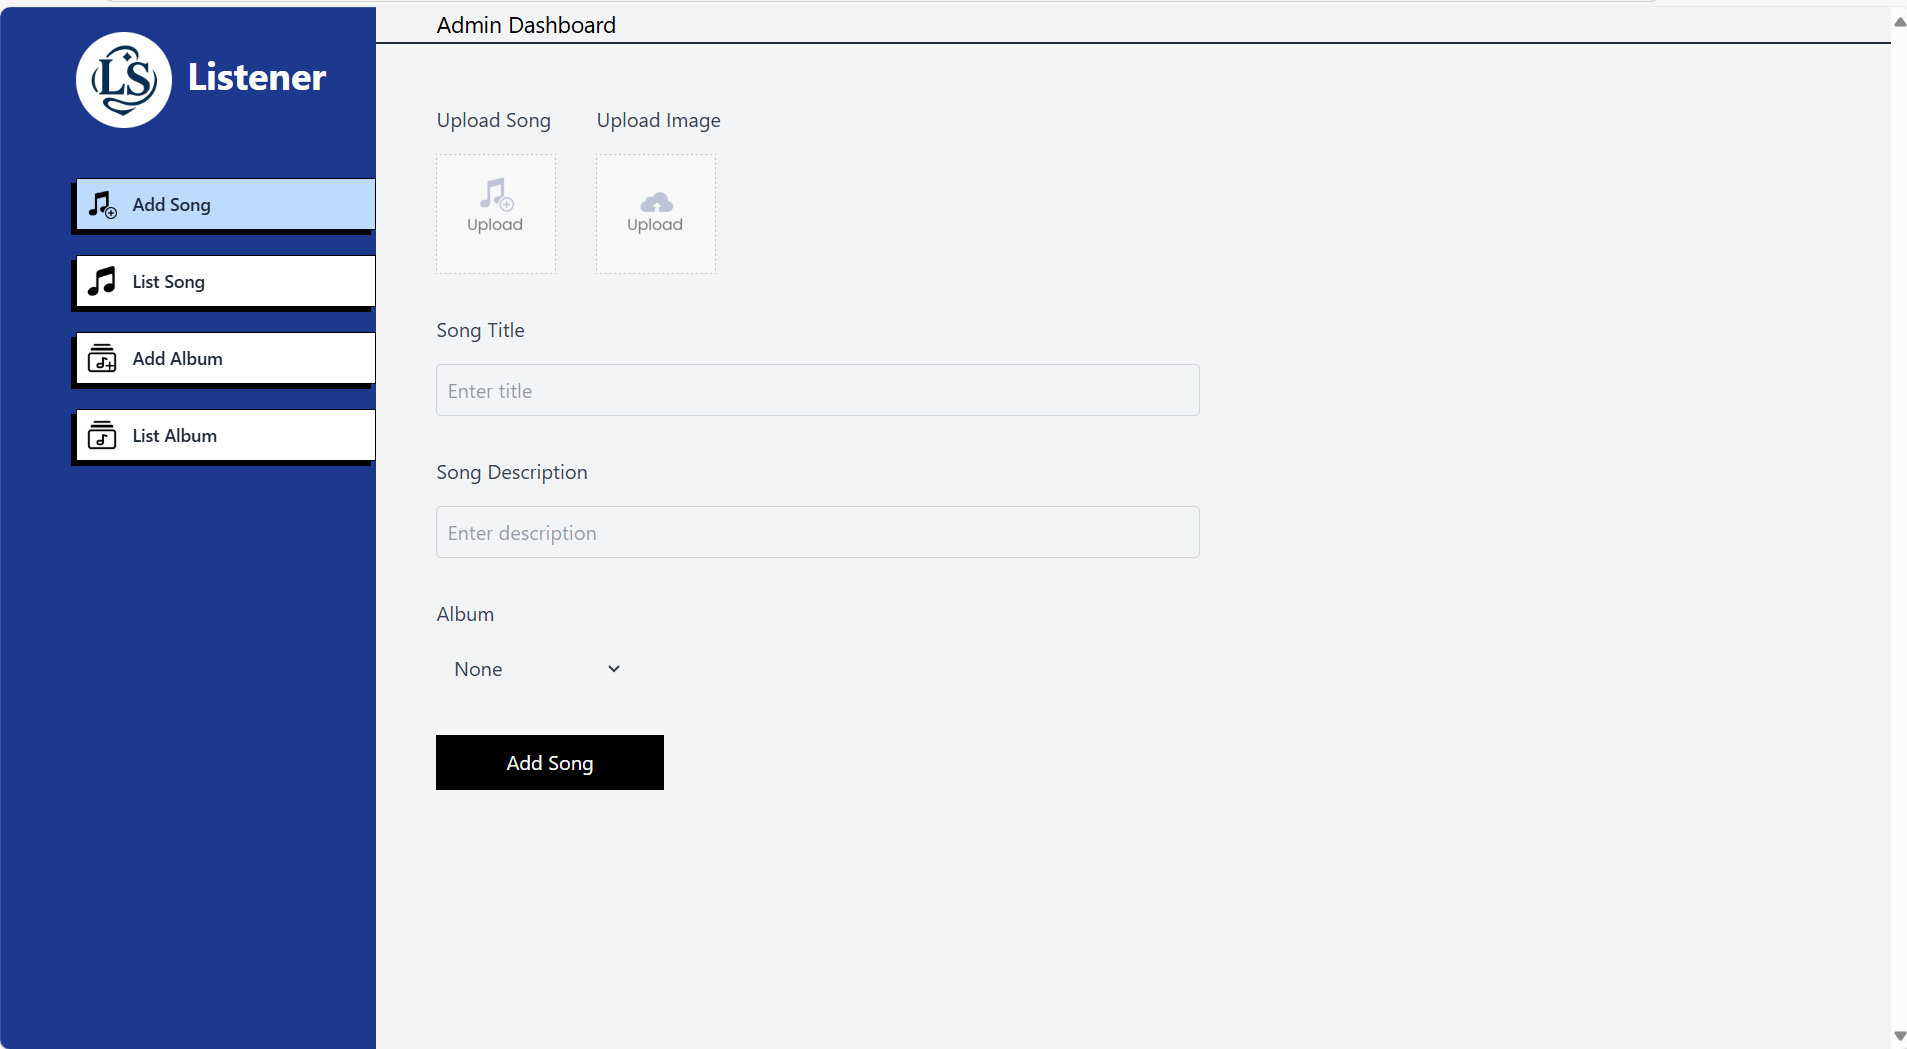 LS
Listener
Add Song
List Song
Add Album
List Album
Admin Dashboard
Upload Song
Upload Image
Upload
Upload
Song Title
Enter title
Song Description
Enter description
Album
None
Add Song